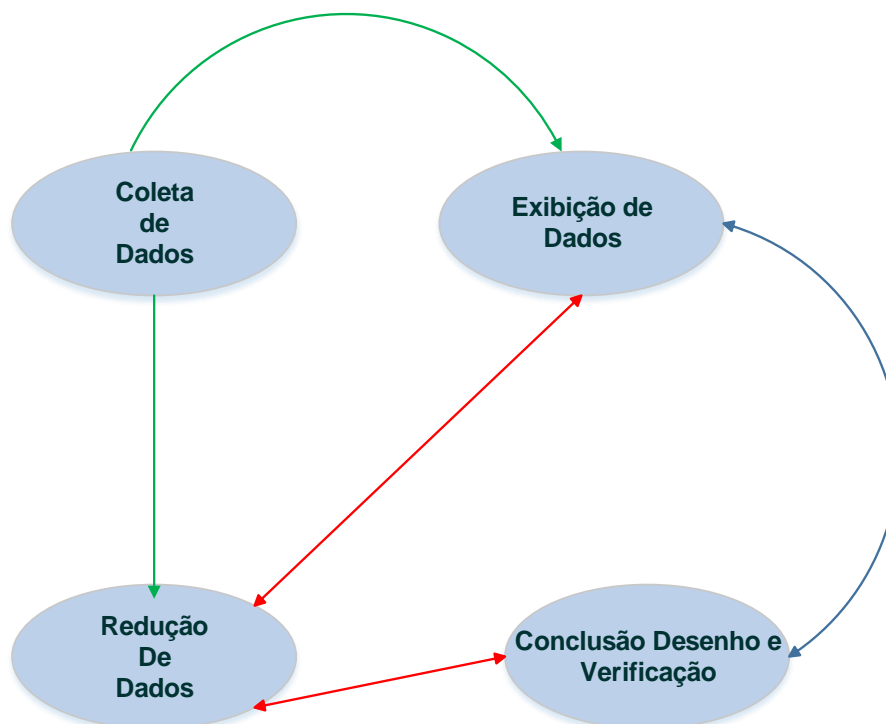 Coleta
de
Dados
Exibição de
Dados
Redução
De
Dados
Conclusão Desenho e
Verificação